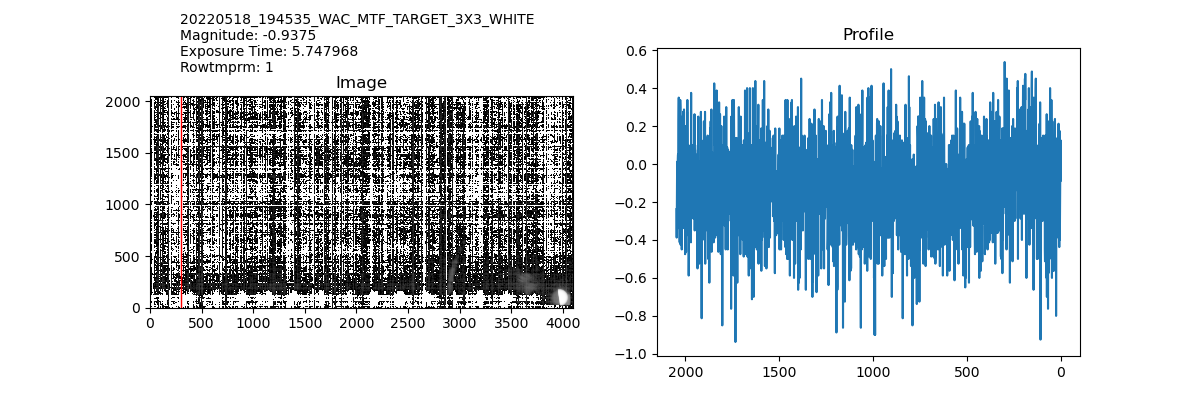 20220518_194535_WAC_MTF_TARGET_3X3_WHITE
Magnitude: -0.9375
Exposure Time: 5.747968
Rowtmprm: 1
Image
2000
1500
1000
500
0
0 500 1000 1500 2000 2500 3000 3500 4000
Profile
0.6
0.4
0.2
0.0
−0.2
−0.4
−0.6
−0.8
−1.0
2000 1500 1000 500 0